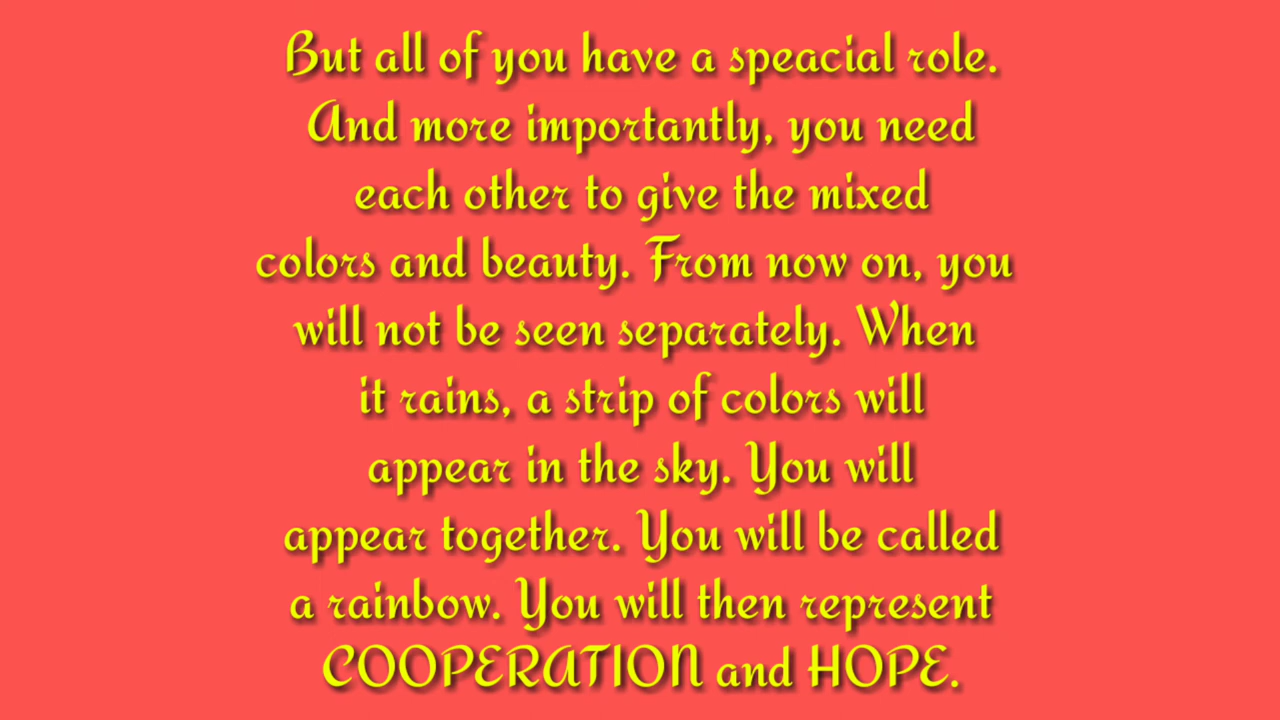 But all of you have a speacial role.
And more importantly, you need
each other to give the mixed
colors and beauty. From now on, you
will not be seen separately. When
it rains, a strip of colors will
appear in the sky. You will
appear together. You will be called
a rainbow. You will then represent
COOPERATION and HOPE.